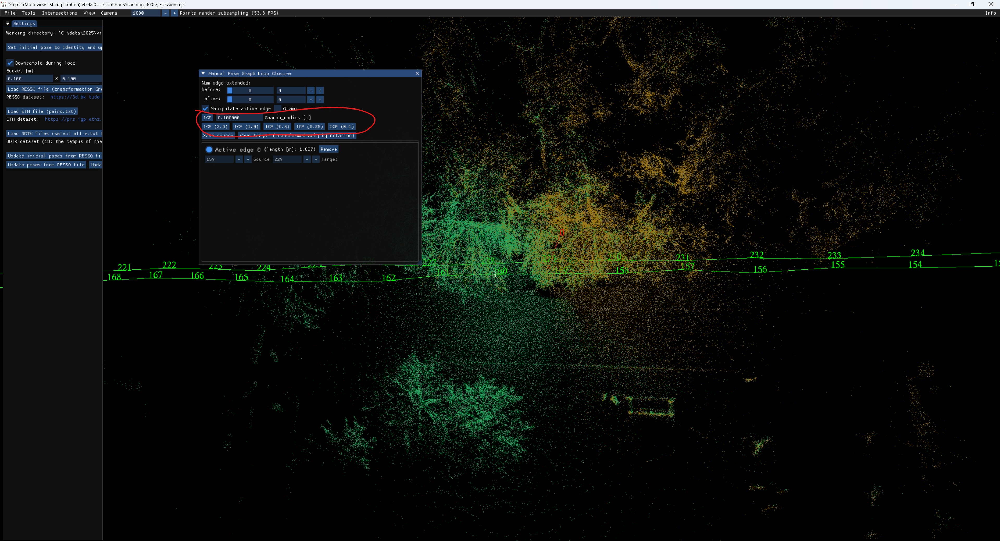 Step 2 (Multi view TSL registration) v0.92.0 - ..\continousScanning_0005\..\session.mjs
File Tools Intersections View Camera 1000 - + Points render subsampling (53.8 FPS) Info
Settings
Working directory: 'C:\data\2025\vi
Set initial pose to Identity and up
Downsample during load
Bucket [m]:
0.100 X 0.100
Load RESSO file (transformation_Gro
RESSO dataset: https://3d.bk.tudel
Load ETH file (pairs.txt)
ETH dataset: https://prs.igp.ethz.
Load 3DTK files (select all *.txt f
3DTK dataset (18: the campus of the
Update initial poses from RESSO fil
Update poses from RESSO file Upda
Manual Pose Graph Loop Closure
Num edge extended:
before: 0 0 - +
after: 0 0 - +
Manipulate active edge Gizmo
ICP 0.100000 Search_radius [m]
ICP (2.0) ICP (1.0) ICP (0.5) ICP (0.25) ICP (0.1)
Save source Save target (transformed only by rotation)
Active edge 0 (length [m]: 1.807) Remove
159 - + Source 229 - + Target
0
221 222 223 224 225 226 227 230 231 232 233 234
168 167 166 165 164 163 162 161 158 157 156 155 154